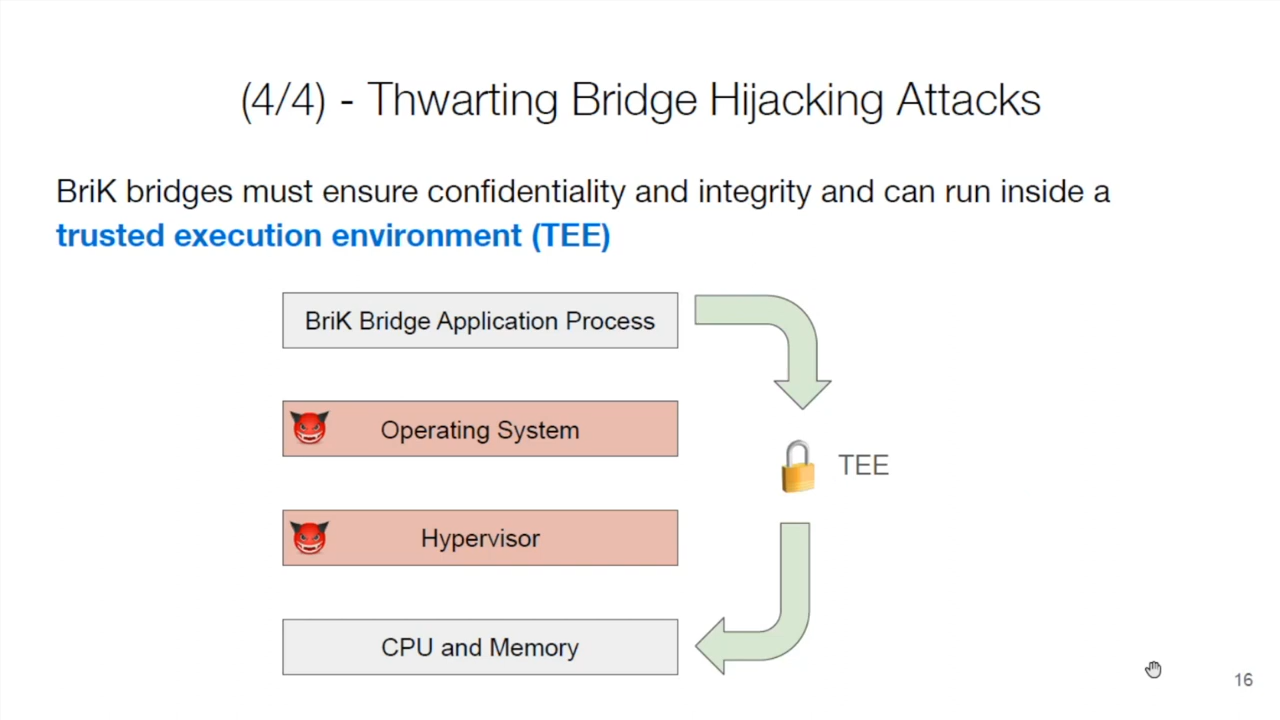 (4/4) - Thwarting Bridge Hijacking Attacks
BriK bridges must ensure confidentiality and integrity and can run inside a
trusted execution environment (TEE)
BriK Bridge Application Process
Operating System
TEE
Hypervisor
CPU and Memory
16